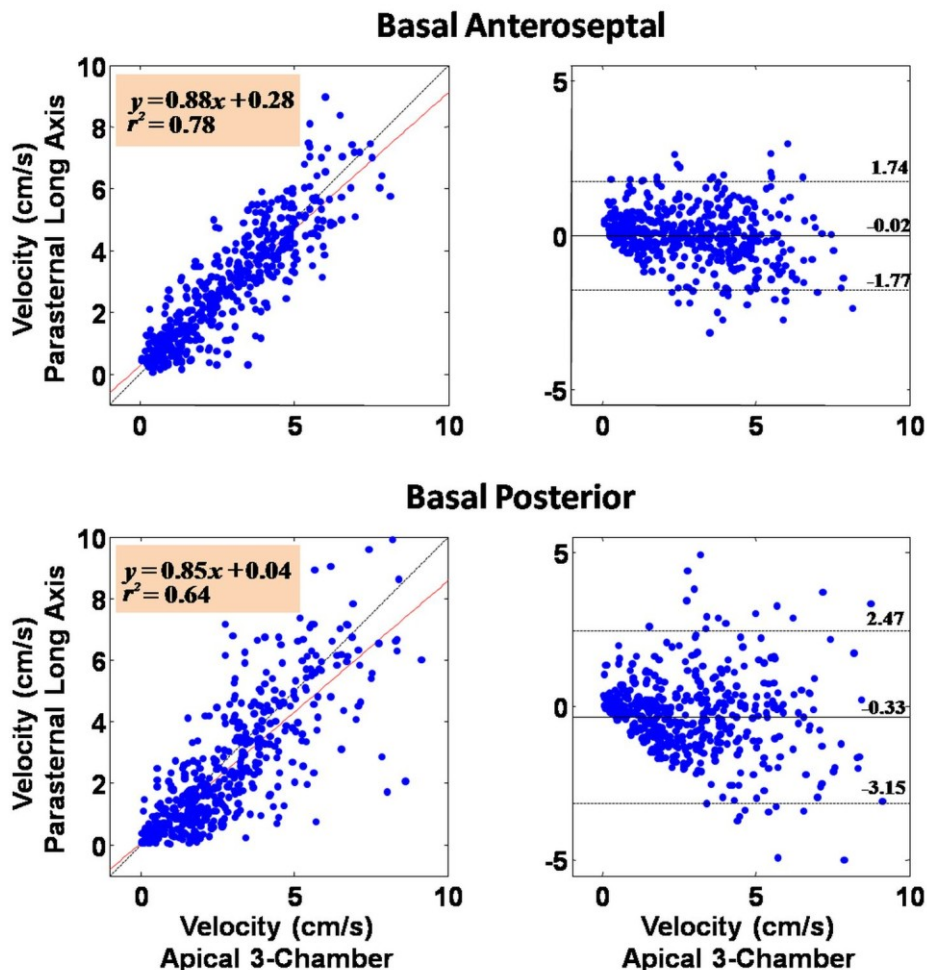 Basal Anteroseptal
Velocity (cm/s)
Parasternal Long Axis
10
8
6
4
2
0
y=0.88x+0.28
r²=0.78
0
5
10
5
0
-5
1.74
-0.02
-1.77
0
5
10
Basal Posterior
Velocity (cm/s)
Parasternal Long Axis
10
8
6
4
2
0
y=0.85x+0.04
r²=0.64
0
5
10
Velocity (cm/s)
Apical 3-Chamber
5
0
-5
2.47
-0.33
-3.15
0
5
10
Velocity (cm/s)
Apical 3-Chamber